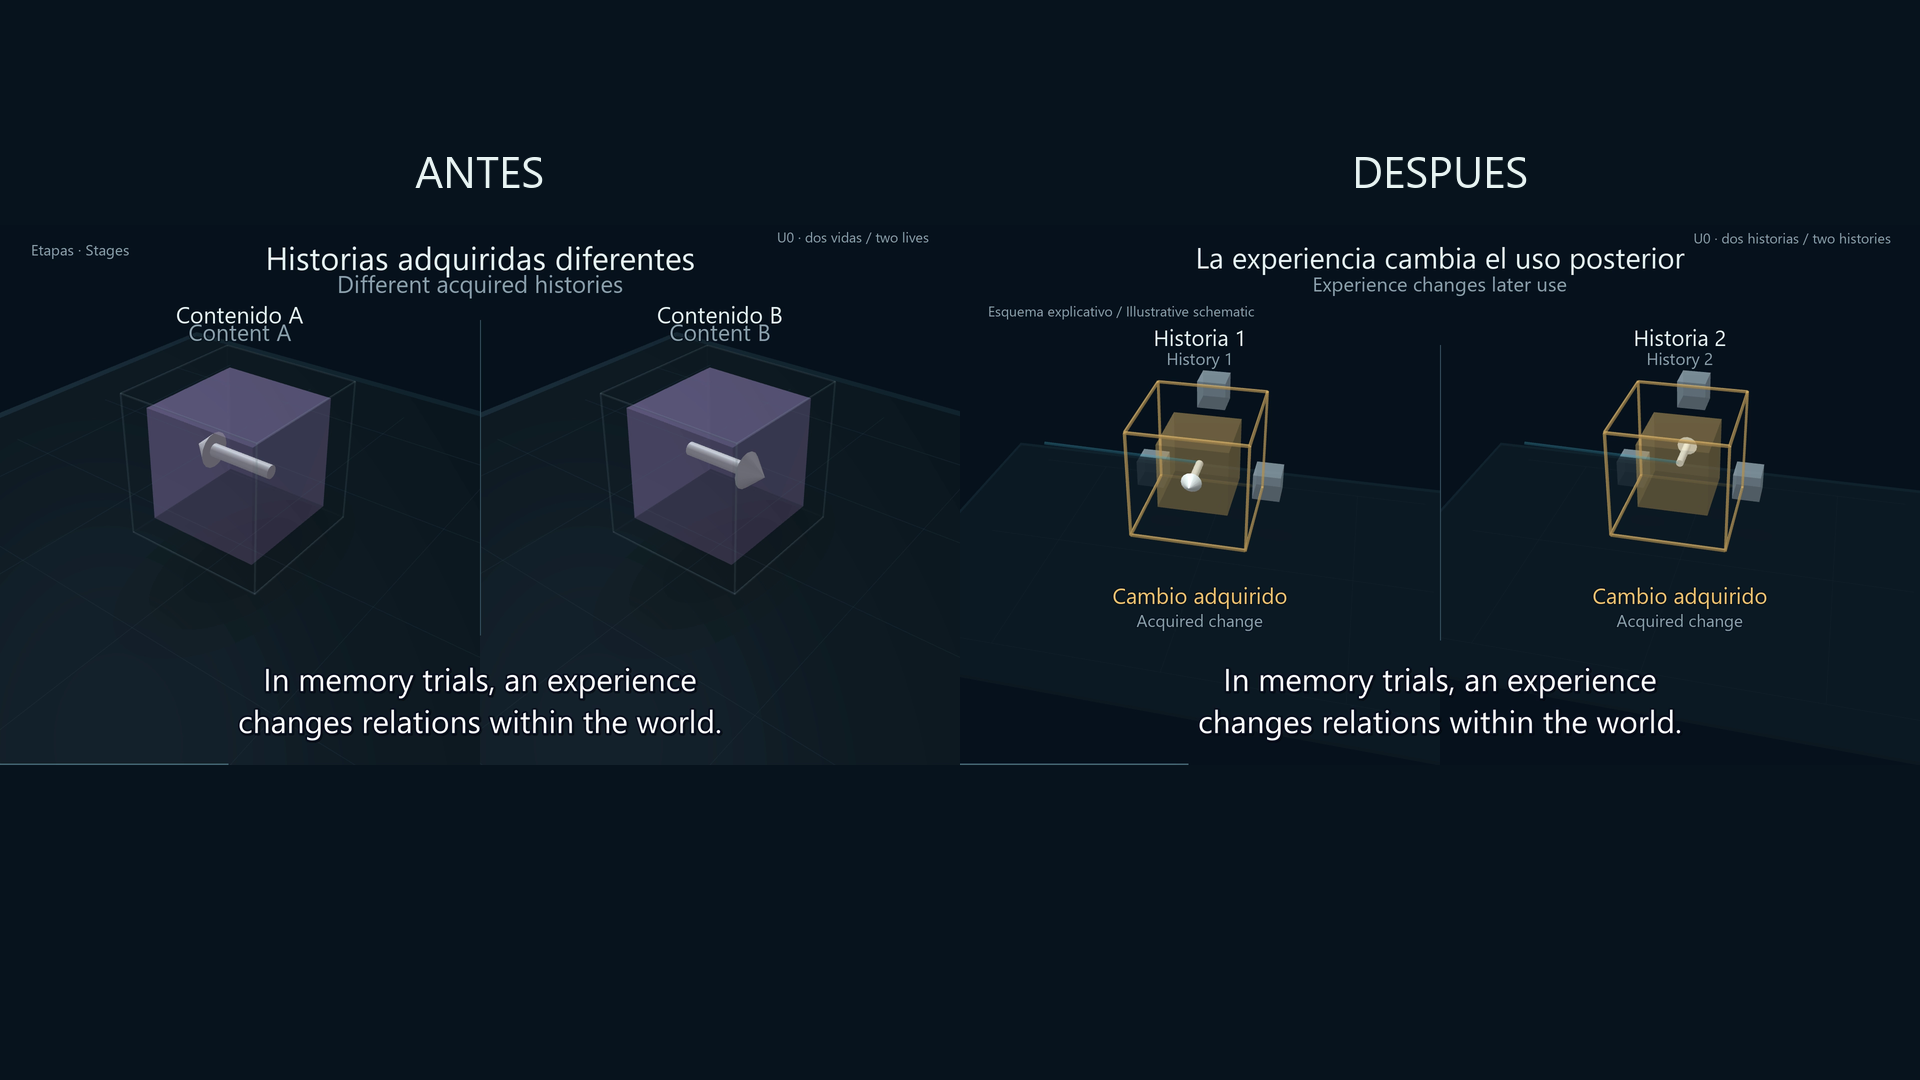 ANTES
Etapas · Stages
U0 · dos vidas / two lives
Historias adquiridas diferentes
Different acquired histories
Contenido A
Content A
Contenido B
Content B
In memory trials, an experience
changes relations within the world.
DESPUES
U0 · dos historias / two histories
La experiencia cambia el uso posterior
Experience changes later use
Esquema explicativo / Illustrative schematic
Historia 1
History 1
Historia 2
History 2
Cambio adquirido
Acquired change
Cambio adquirido
Acquired change
In memory trials, an experience
changes relations within the world.